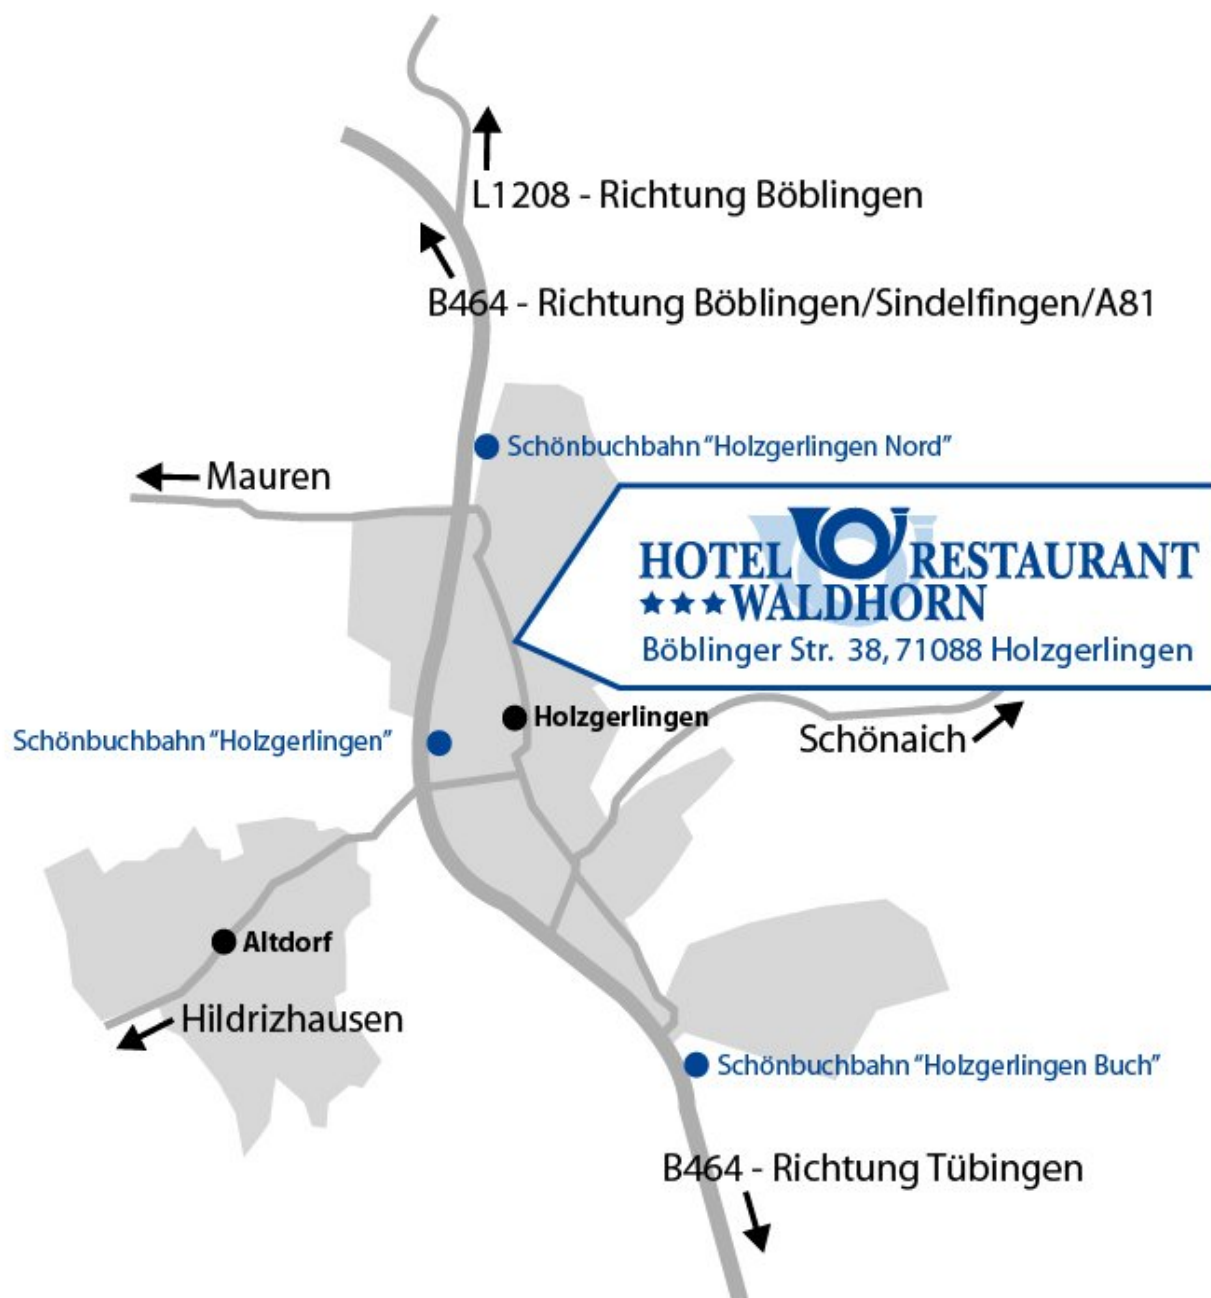 L1208 - Richtung Böblingen
B464 - Richtung Böblingen/Sindelfingen/A81
Schönbuchbahn “Holzgerlingen Nord”
Mauren
HOTEL RESTAURANT
WALDHORN
Böblinger Str. 38, 71088 Holzgerlingen
Holzgerlingen
Schönbuchbahn “Holzgerlingen”
Schönaich
Altdorf
Hildrizhausen
Schönbuchbahn “Holzgerlingen Buch”
B464 - Richtung Tübingen